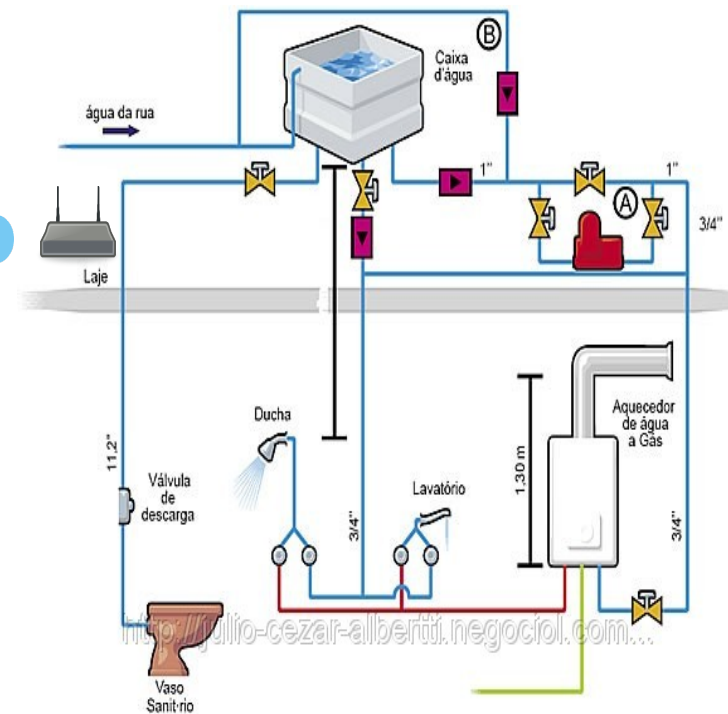 B
Caixa
d'água
água da rua
1"
1"
A
3/4"
Laje
Ducha
Aquecedor
de água
a Gás
11,2"
1,30 m
Válvula
de
descarga
Lavatório
3/4"
3/4"
http://julio-cezar-albertti.negociol.com...
Vaso
Sanit·rio